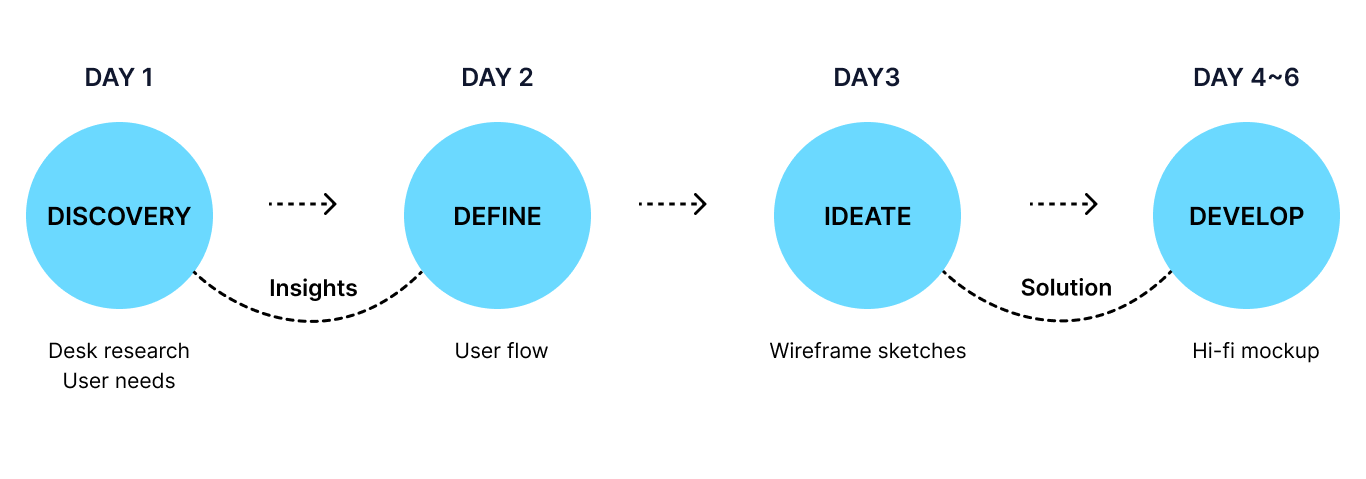 DAY 1
DAY 2
DAY3
DAY 4~6
DISCOVERY
DEFINE
IDEATE
DEVELOP
Insights
Solution
Desk research
User needs
User flow
Wireframe sketches
Hi-fi mockup